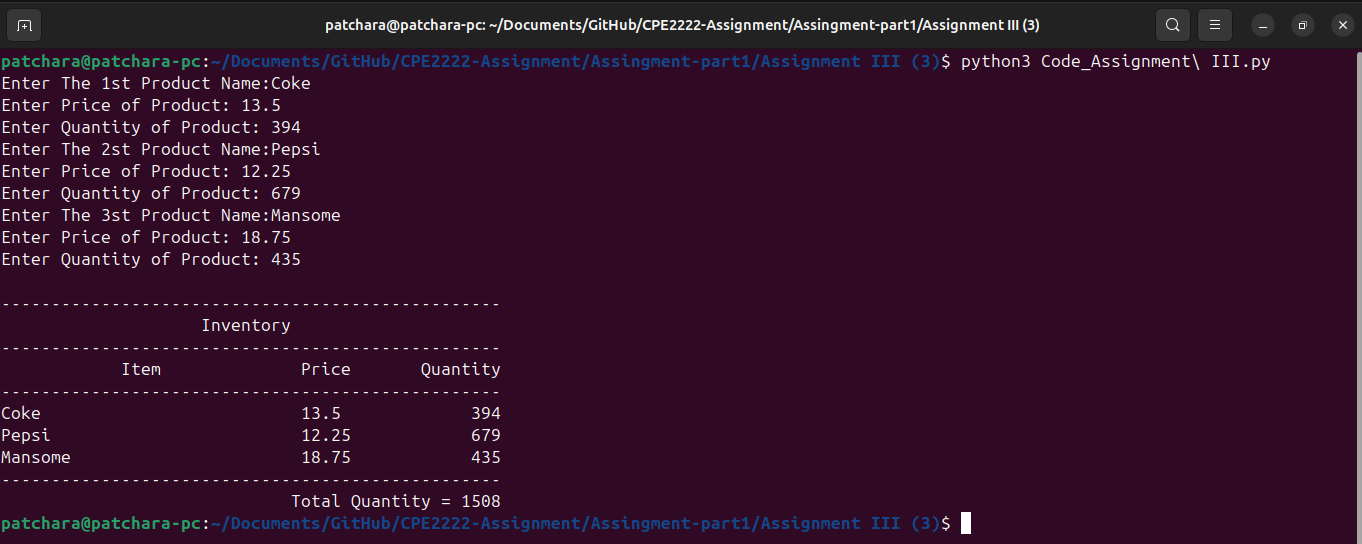 patchara@patchara-pc: ~/Documents/GitHub/CPE2222-Assignment/Assingment-part1/Assignment III (3)
patchara@patchara-pc:~/Documents/GitHub/CPE2222-Assignment/Assingment-part1/Assignment III (3)$ python3 Code_Assignment\ III.py
Enter The 1st Product Name:Coke
Enter Price of Product: 13.5
Enter Quantity of Product: 394
Enter The 2st Product Name:Pepsi
Enter Price of Product: 12.25
Enter Quantity of Product: 679
Enter The 3st Product Name:Mansome
Enter Price of Product: 18.75
Enter Quantity of Product: 435
--------------------------------------------------
                    Inventory
--------------------------------------------------
            Item              Price       Quantity
--------------------------------------------------
Coke                          13.5             394
Pepsi                         12.25            679
Mansome                       18.75            435
--------------------------------------------------
                             Total Quantity = 1508
patchara@patchara-pc:~/Documents/GitHub/CPE2222-Assignment/Assingment-part1/Assignment III (3)$